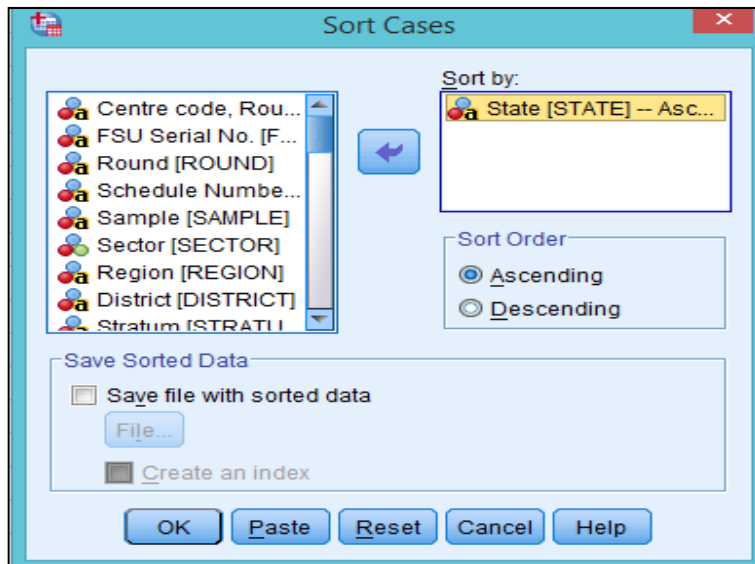 Sort Cases
Centre code, Rou...
FSU Serial No. [F...
Round [ROUND]
Schedule Numbe...
Sample [SAMPLE]
Sector [SECTOR]
Region [REGION]
District [DISTRICT]
Stratum [STRATU
Sort by:
State [STATE] -- Asc...
Sort Order
Ascending
Descending
Save Sorted Data
Save file with sorted data
File...
Create an index
OK Paste Reset Cancel Help